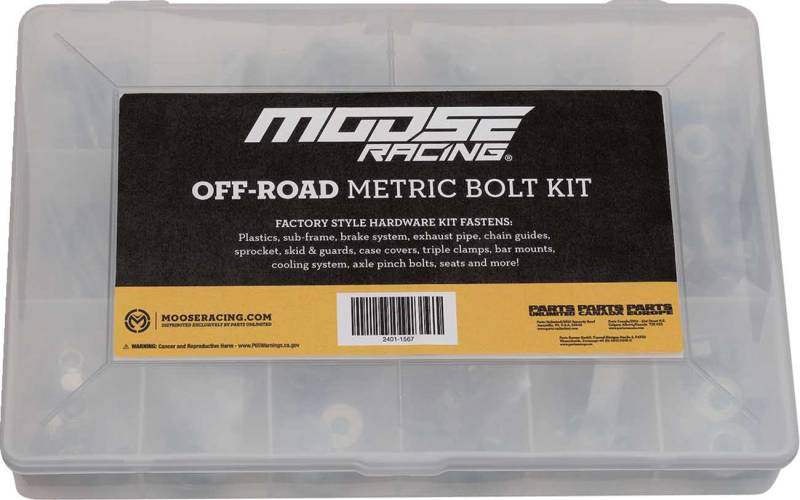 MOOSE
RACING®
OFF-ROAD METRIC BOLT KIT
FACTORY STYLE HARDWARE KIT FASTENS:
Plastics, sub-frame, brake system, exhaust pipe, chain guides,
sprocket, skid & guards, case covers, triple clamps, bar mounts,
cooling system, axle pinch bolts, seats and more!
MOOSERACING.COM
DISTRIBUTED EXCLUSIVELY BY PARTS UNLIMITED
WARNING: Cancer and Reproductive Harm - www.P65Warnings.ca.gov
2401-1567
PARTS PARTS PARTS
UNLIMITED CANADA EUROPE